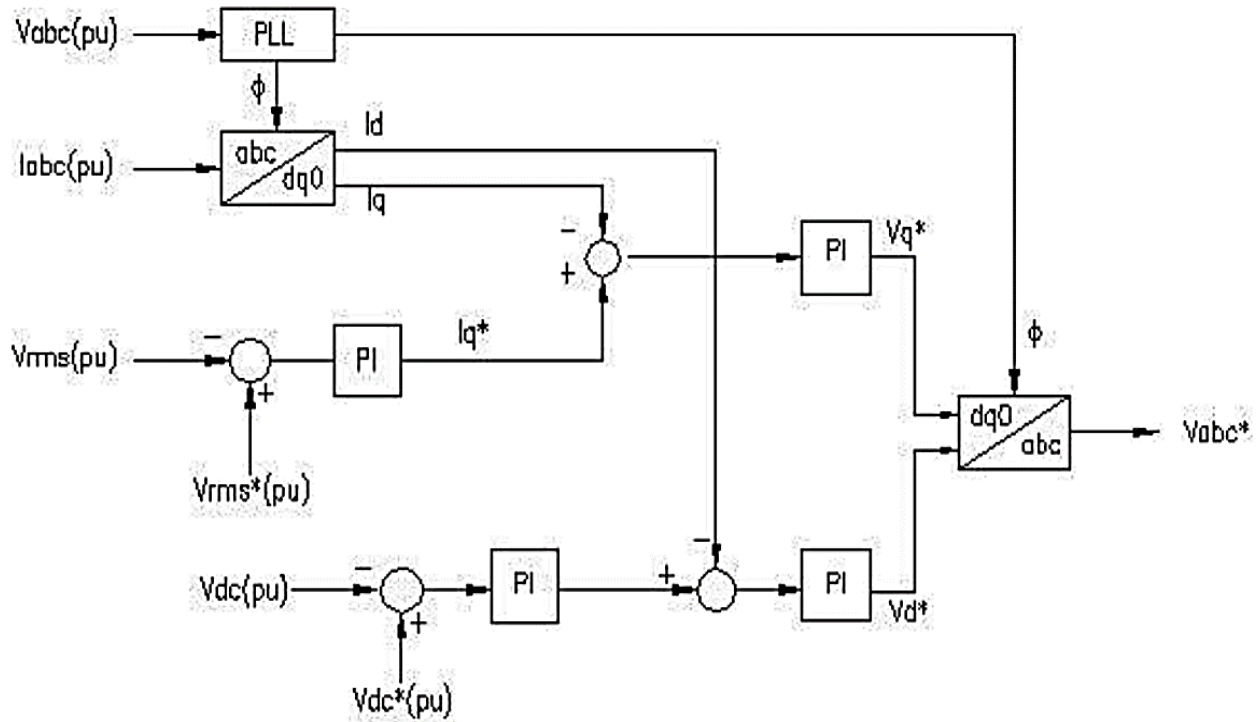 Vabc(pu)
PLL
ϕ
Iabc(pu)
abc
dq0
Id
Iq
-
+
PI
Vq*
Vrms(pu)
-
+
PI
Iq*
Vrms*(pu)
ϕ
dq0
abc
Vabc*
Vdc(pu)
-
+
PI
+
-
PI
Vd*
Vdc*(pu)